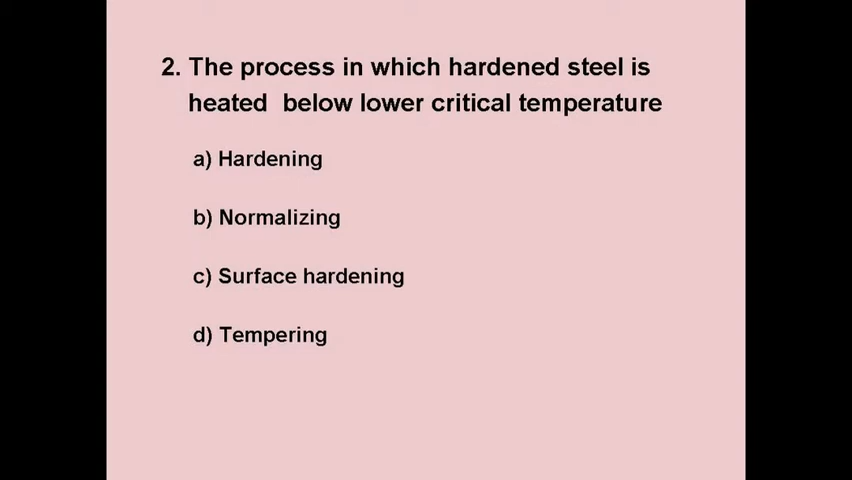 2. The process in which hardened steel is
heated below lower critical temperature
a) Hardening
b) Normalizing
c) Surface hardening
d) Tempering